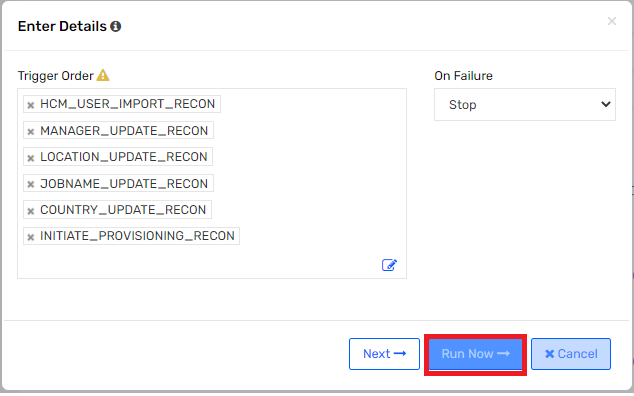 Enter Details
Trigger Order
On Failure
HCM_USER_IMPORT_RECON
Stop
MANAGER_UPDATE_RECON
LOCATION_UPDATE_RECON
JOBNAME_UPDATE_RECON
COUNTRY_UPDATE_RECON
INITIATE_PROVISIONING_RECON
Next
Run Now
Cancel